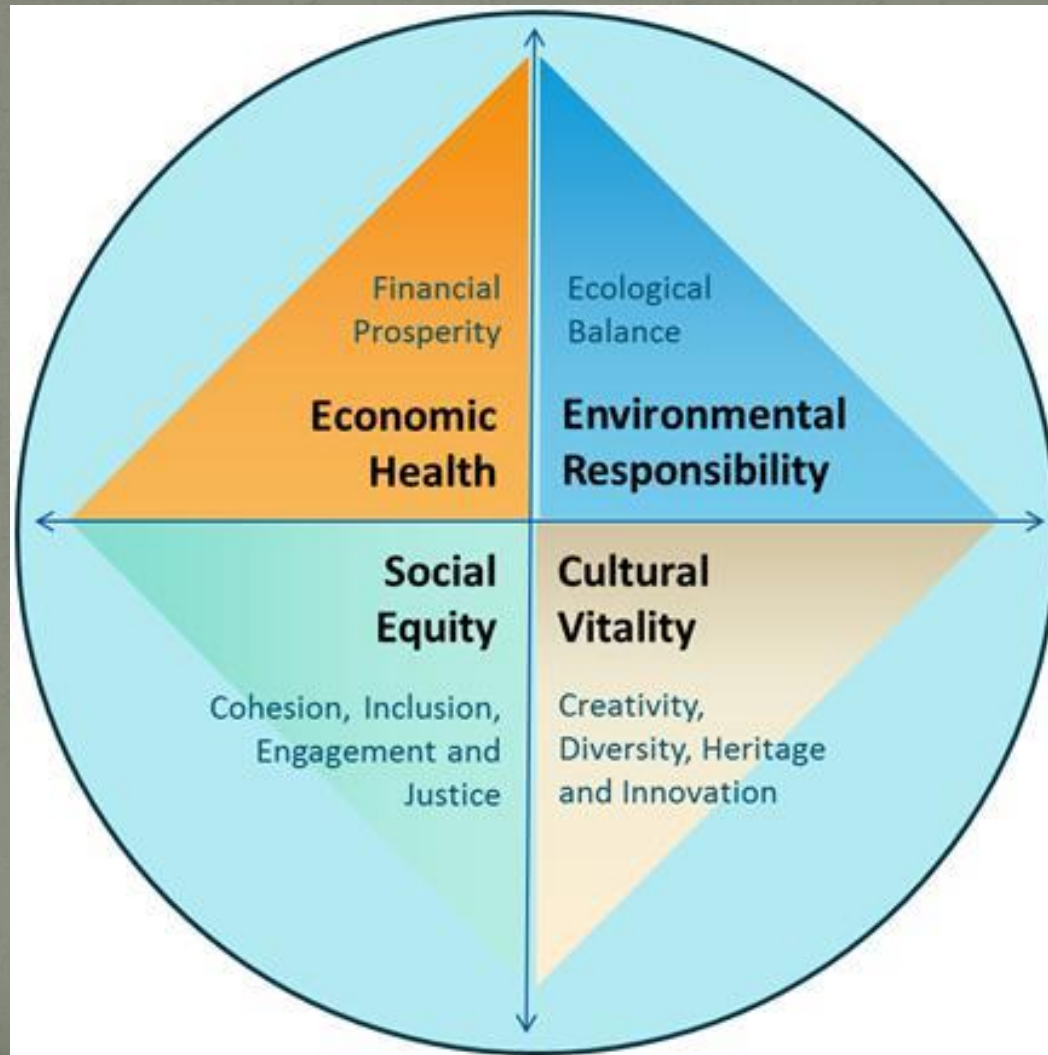 Financial
Prosperity
Economic
Health
Ecological
Balance
Environmental
Responsibility
Social
Equity
Cohesion, Inclusion,
Engagement and
Justice
Cultural
Vitality
Creativity,
Diversity, Heritage
and Innovation